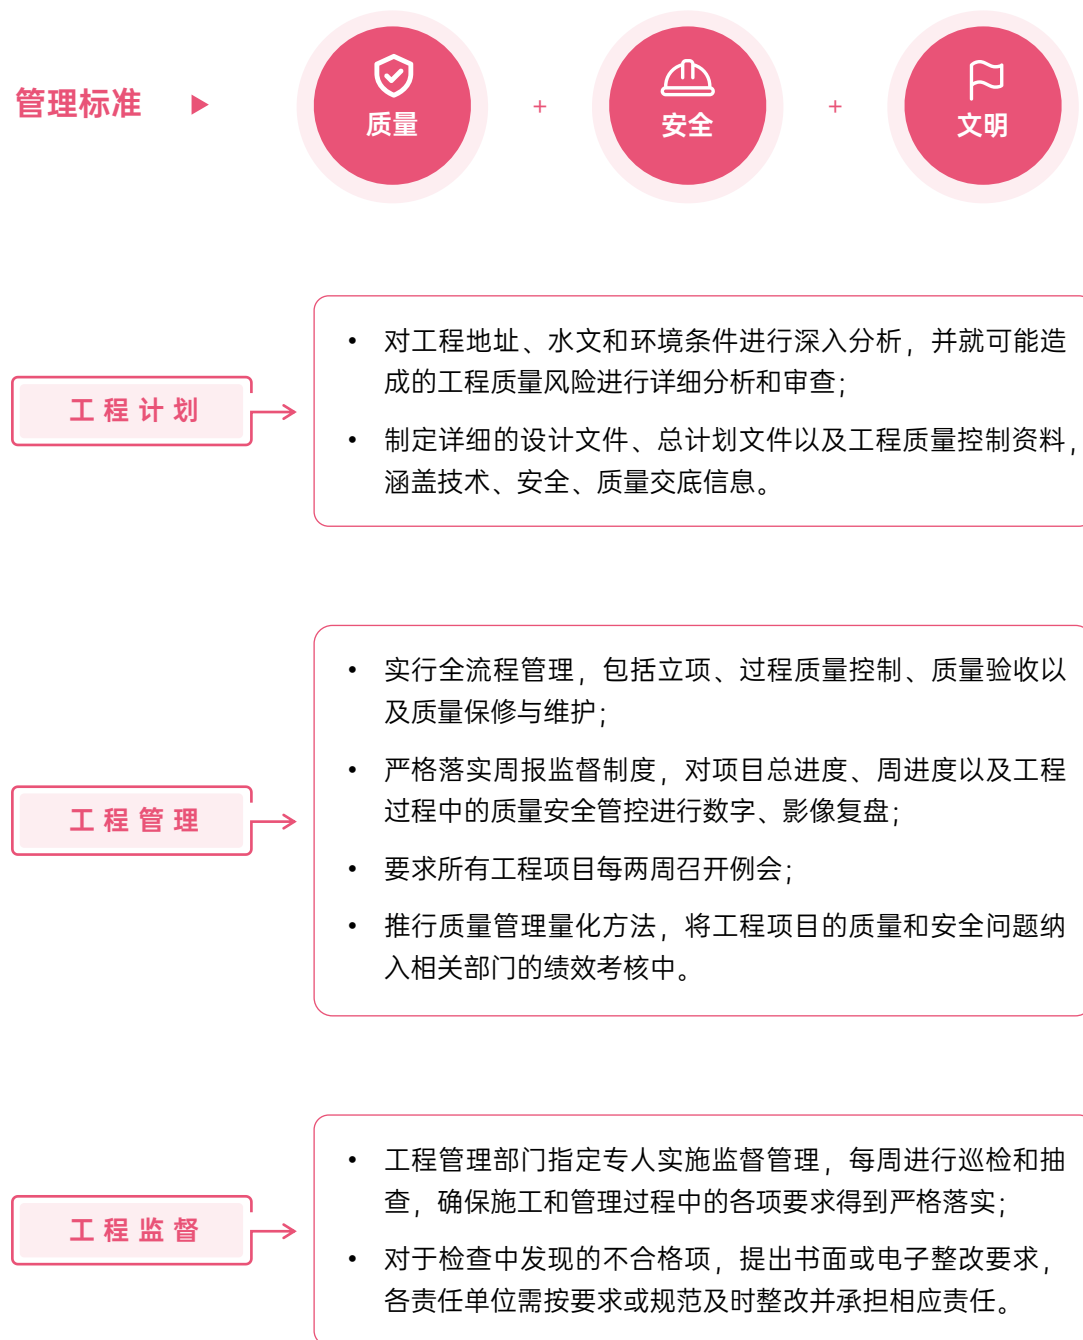 管理标准
质量
+
安全
+
文明
工程计划
• 对工程地址、水文和环境条件进行深入分析，并就可能造
成的工程质量风险进行详细分析和审查；
• 制定详细的设计文件、总计划文件以及工程质量控制资料，
涵盖技术、安全、质量交底信息。
工程管理
• 实行全流程管理，包括立项、过程质量控制、质量验收以
及质量保修与维护；
• 严格落实周报监督制度，对项目总进度、周进度以及工程
过程中的质量安全管控进行数字、影像复盘；
• 要求所有工程项目每两周召开例会；
• 推行质量管理量化方法，将工程项目的质量和安全问题纳
入相关部门的绩效考核中。
工程监督
• 工程管理部门指定专人实施监督管理，每周进行巡检和抽
查，确保施工和管理过程中的各项要求得到严格落实；
• 对于检查中发现的不合格项，提出书面或电子整改要求，
各责任单位需按要求或规范及时整改并承担相应责任。